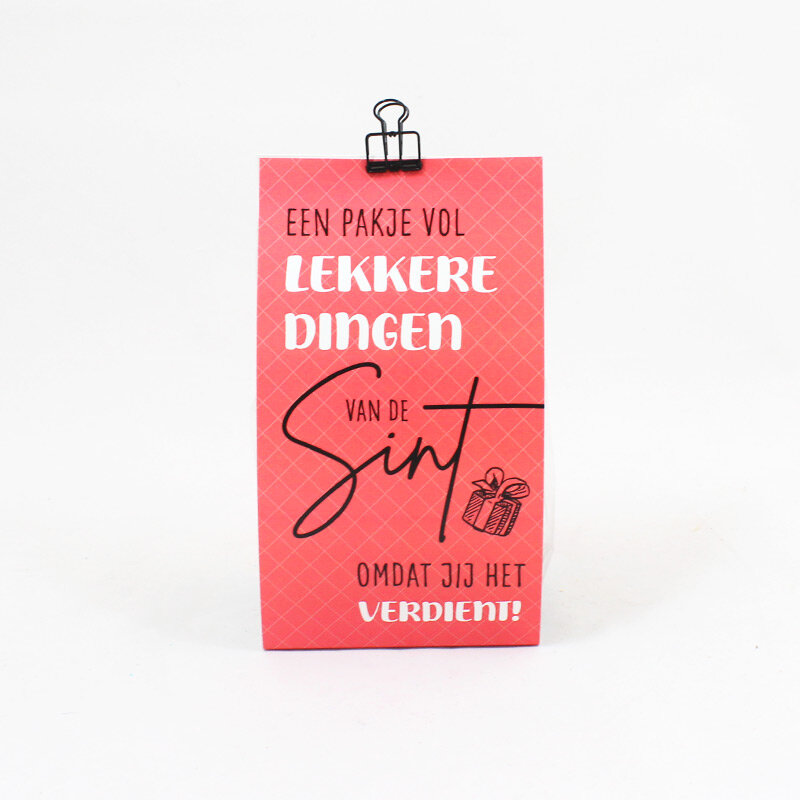 EEN PAKJE VOL
LEKKERE
DINGEN
VAN DE
Sint
OMDAT JIJ HET
VERDIENT!